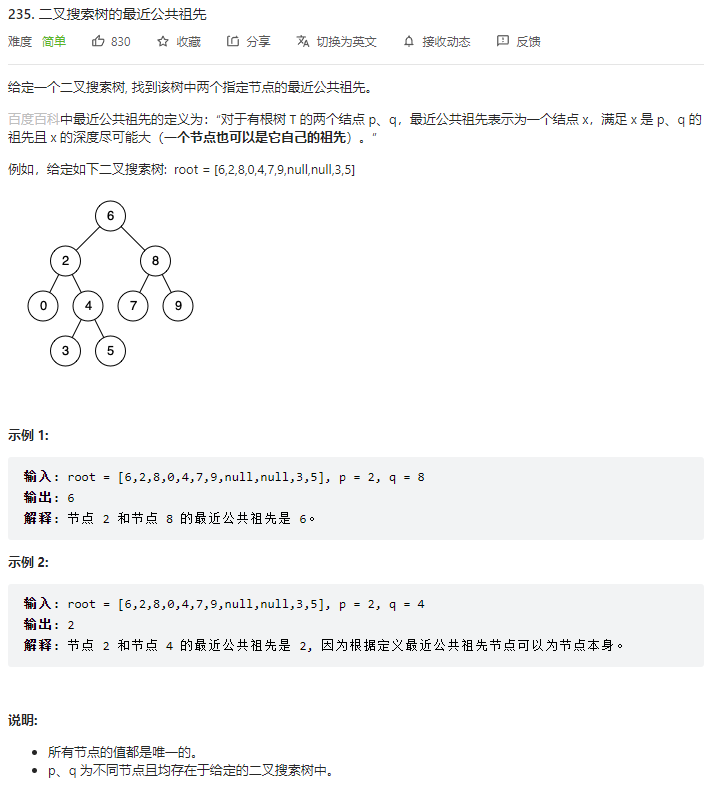 235. 二叉搜索树的最近公共祖先
难度 简单 830 收藏 分享 切换为英文 接收动态 反馈
给定一个二叉搜索树, 找到该树中两个指定节点的最近公共祖先。
百度百科中最近公共祖先的定义为：“对于有根树 T 的两个结点 p、q，最近公共祖先表示为一个结点 x，满足 x 是 p、q 的
祖先且 x 的深度尽可能大（一个节点也可以是它自己的祖先）。”
例如，给定如下二叉搜索树: root = [6,2,8,0,4,7,9,null,null,3,5]
6
2 8
0 4 7 9
3 5
示例 1:
输入: root = [6,2,8,0,4,7,9,null,null,3,5], p = 2, q = 8
输出: 6
解释: 节点 2 和节点 8 的最近公共祖先是 6。
示例 2:
输入: root = [6,2,8,0,4,7,9,null,null,3,5], p = 2, q = 4
输出: 2
解释: 节点 2 和节点 4 的最近公共祖先是 2, 因为根据定义最近公共祖先节点可以为节点本身。
说明:
• 所有节点的值都是唯一的。
• p、q 为不同节点且均存在于给定的二叉搜索树中。